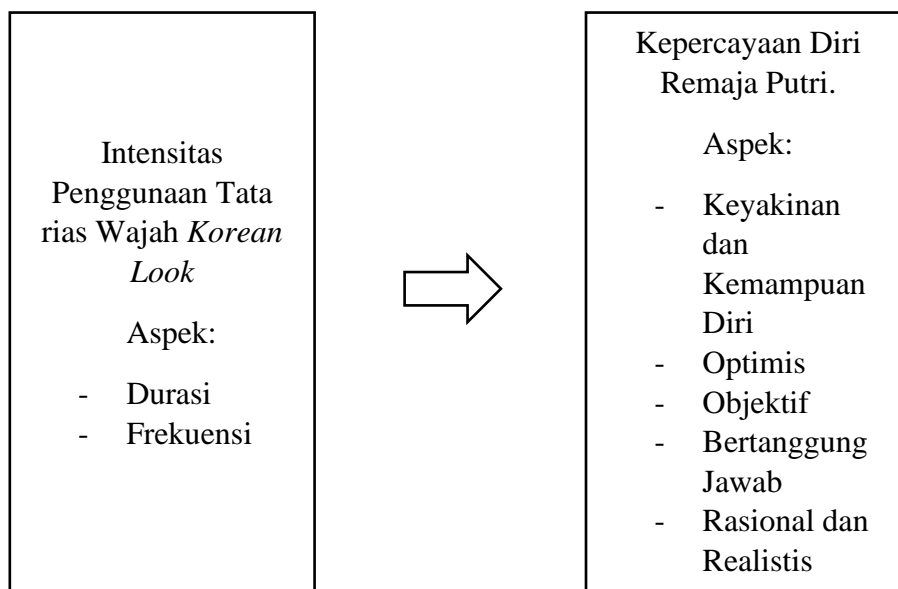 Intensitas
Penggunaan Tata
rias Wajah Korean
Look
Aspek:
- Durasi
- Frekuensi
Kepercayaan Diri
Remaja Putri.
Aspek:
- Keyakinan
dan
Kemampuan
Diri
- Optimis
- Objektif
- Bertanggung
Jawab
- Rasional dan
Realistis